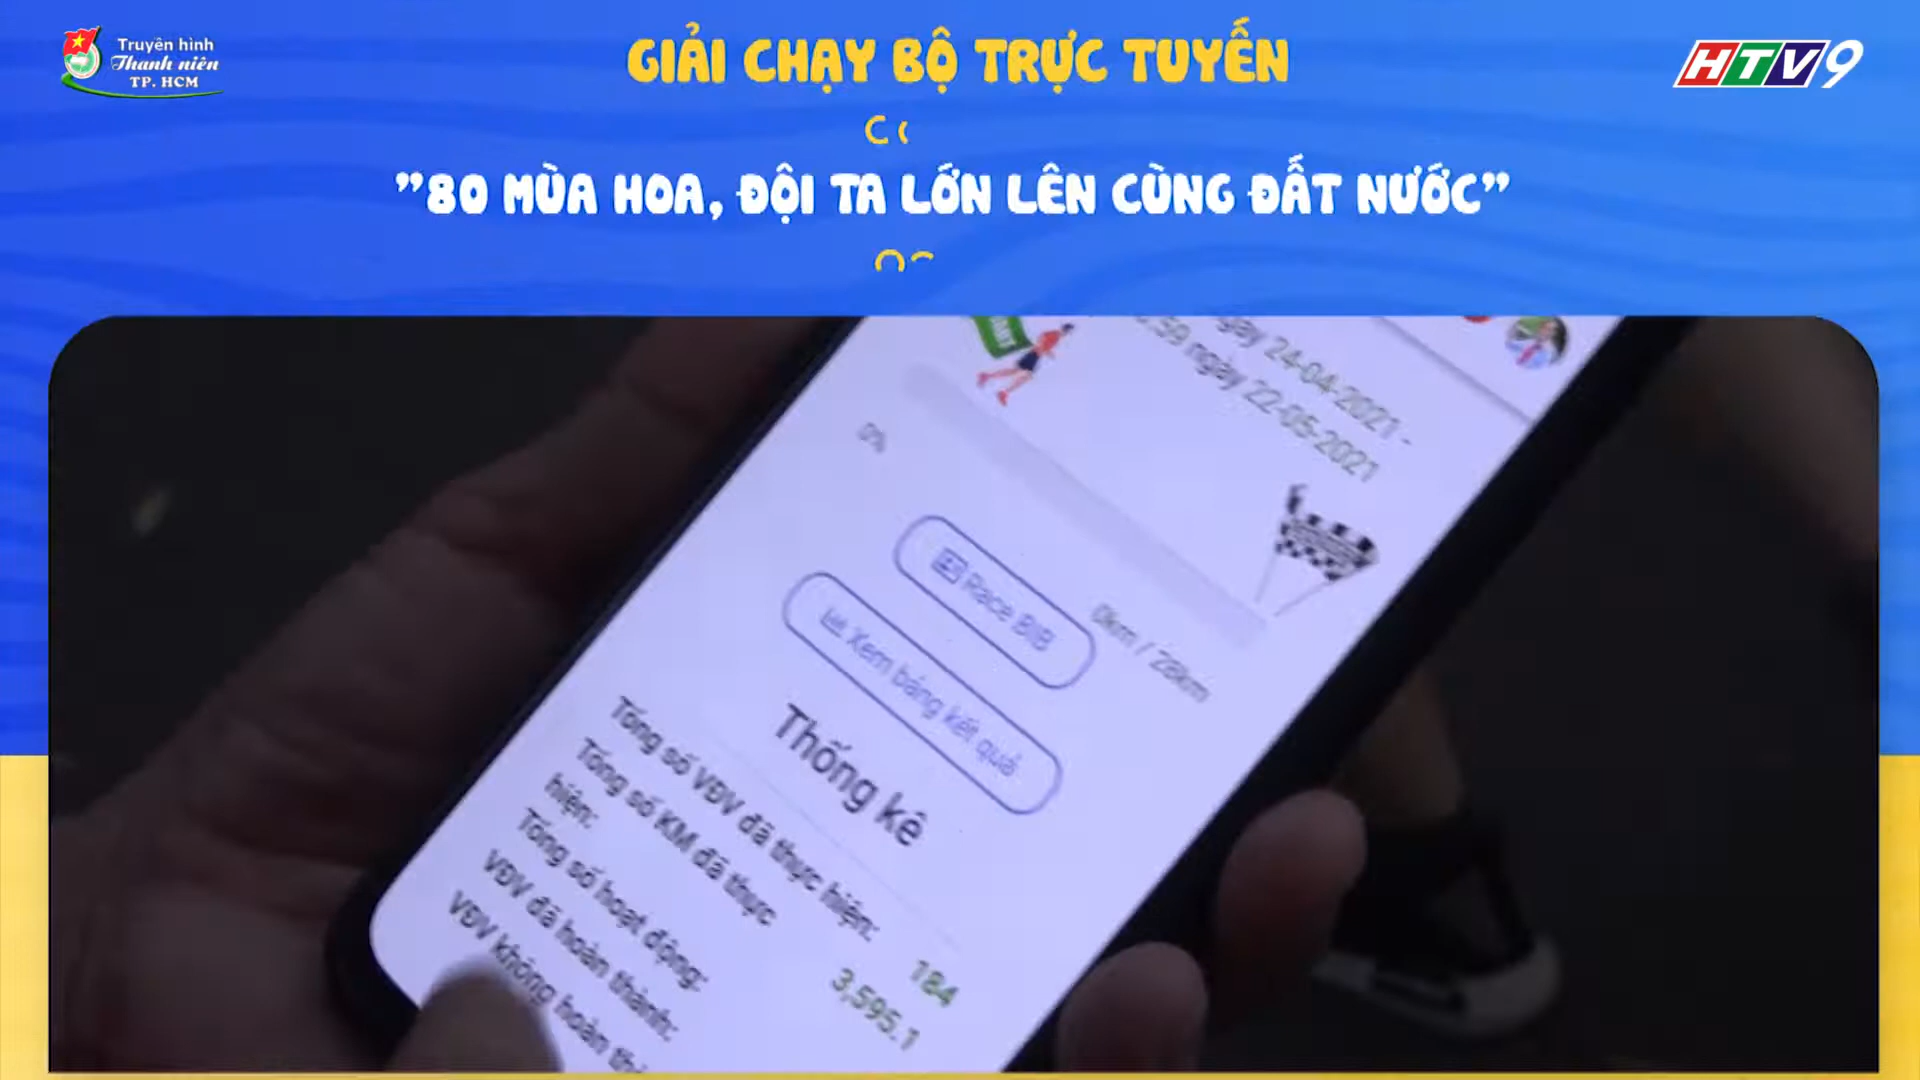 Truyền hình
Thanh niên
TP. HCM
GIẢI CHẠY BỘ TRỰC TUYẾN
HTV9
"80 MÙA HOA, ĐỘI TA LỚN LÊN CÙNG ĐẤT NƯỚC"
ngày 24-04-2021 -
ngày 22-05-2021
0%
0km / 28km
Race BIB
Xem bảng kết quả
Thống kê
Tổng số VĐV đã thực hiện: 184
Tổng số KM đã thực hiện: 3,595.1
Tổng số hoạt động:
VĐV đã hoàn thành:
VĐV không hoàn